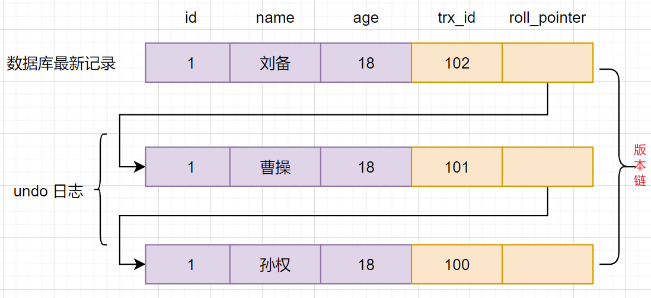 id name age trx_id roll_pointer
数据库最新记录 1 刘备 18 102
版本链
undo 日志
1 曹操 18 101
1 孙权 18 100